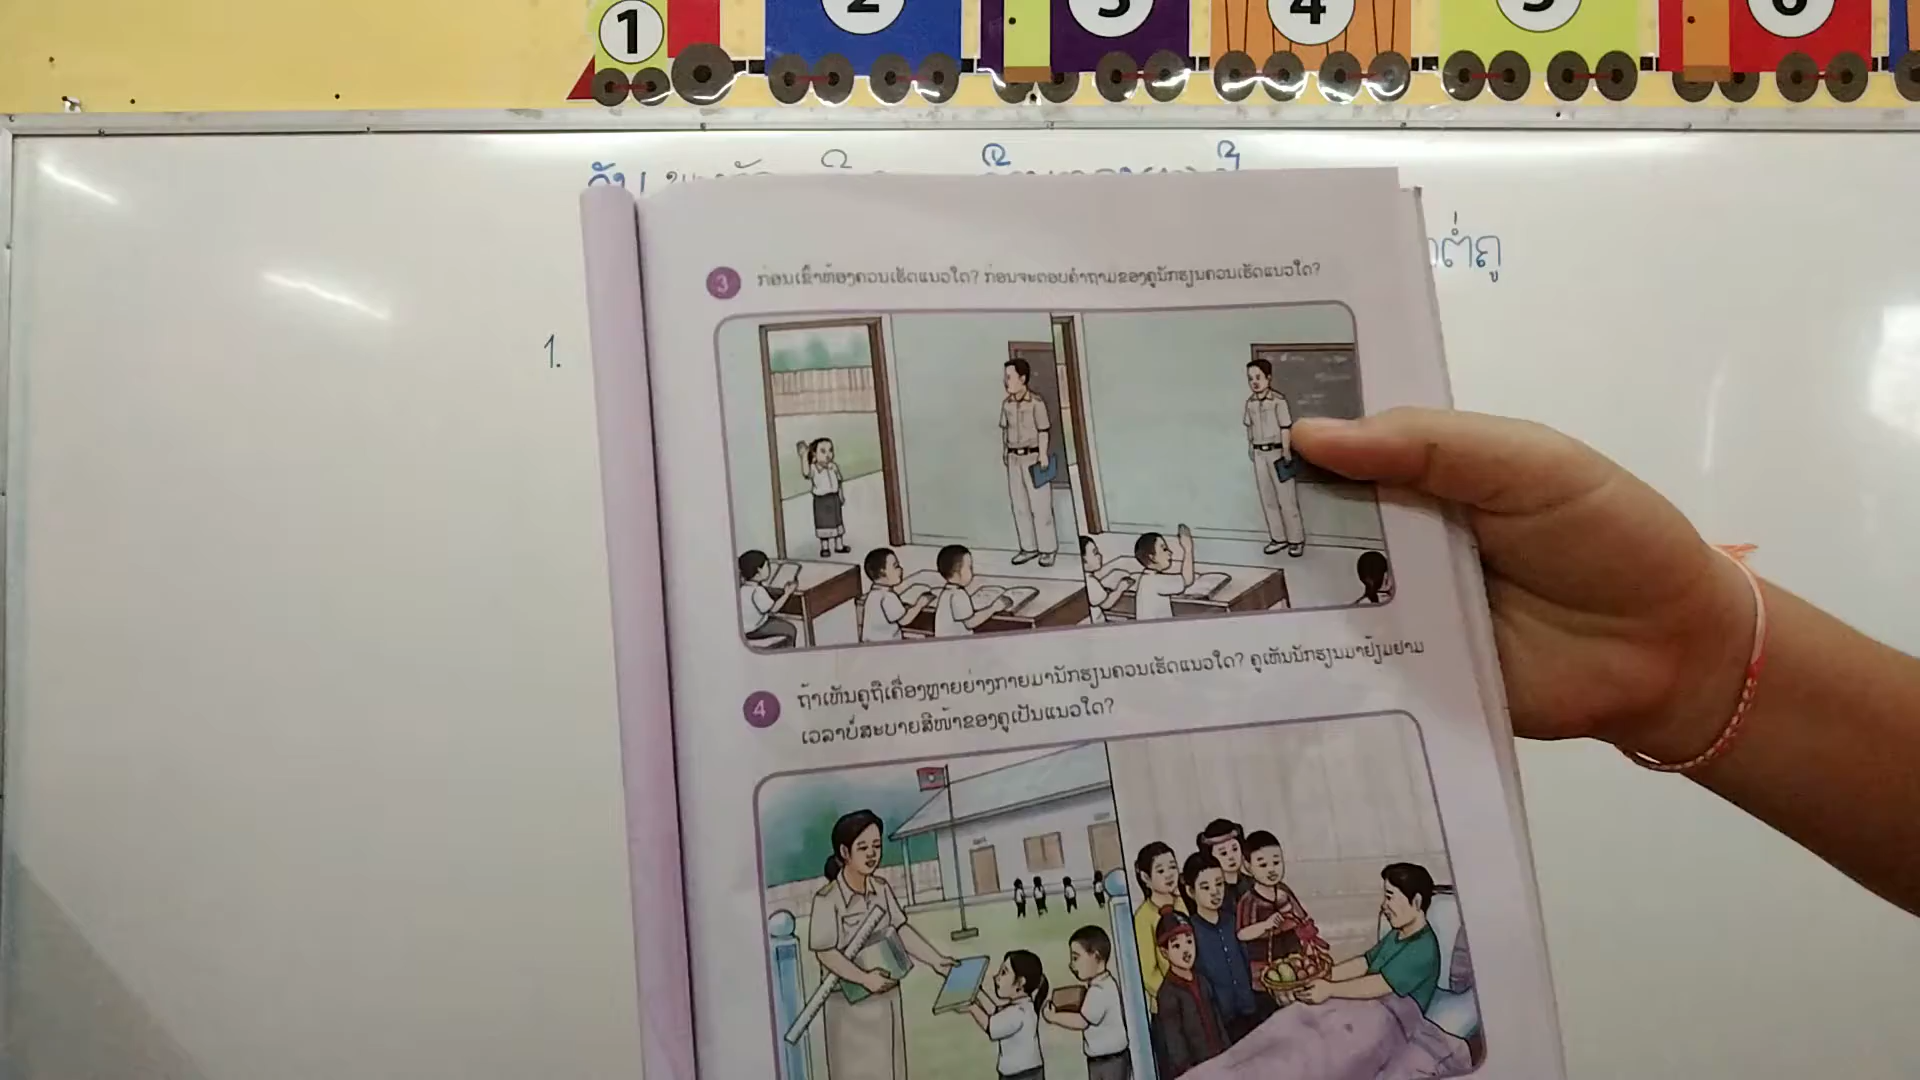 1 2 3 4 5 6
ຕໍ່ຄູ
1.
3 ກ່ອນເຂົ້າຫ້ອງຄວນເຮັດແນວໃດ? ກ່ອນຈະຕອບຄໍາຖາມຂອງຄູນັກຮຽນຄວນເຮັດແນວໃດ?
4 ຖ້າເຫັນຄູຖືເຄື່ອງຫຼາຍຢ່າງກາຍມານັກຮຽນຄວນເຮັດແນວໃດ? ຄູເຫັນນັກຮຽນມາຢ້ຽມຢາມ
ເວລາບໍ່ສະບາຍສີໜ້າຂອງຄູເປັນແນວໃດ?